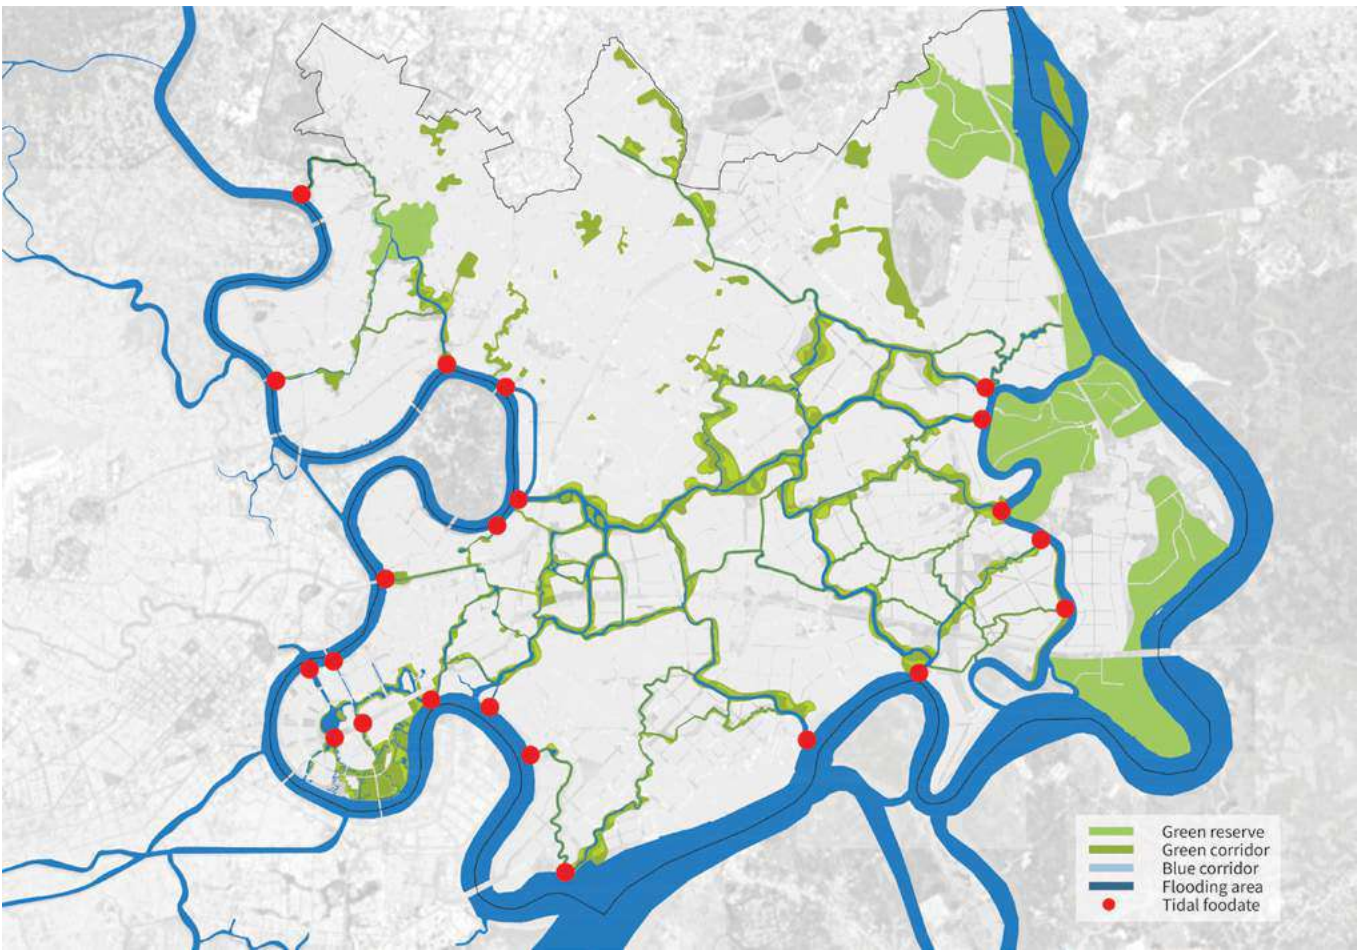 Green reserve
Green corridor
Blue corridor
Flooding area
Tidal foodate